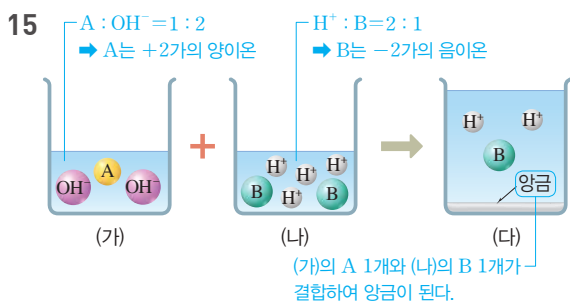 15
A : OH⁻=1 : 2
➡ A는 +2가의 양이온
H⁺ : B=2 : 1
➡ B는 -2가의 음이온
OH⁻ A OH⁻
+
H⁺ H⁺ H⁺
B H⁺ B
H⁺ H⁺
B
앙금
(가) (나) (다)
(가)의 A 1개와 (나)의 B 1개가
결합하여 앙금이 된다.